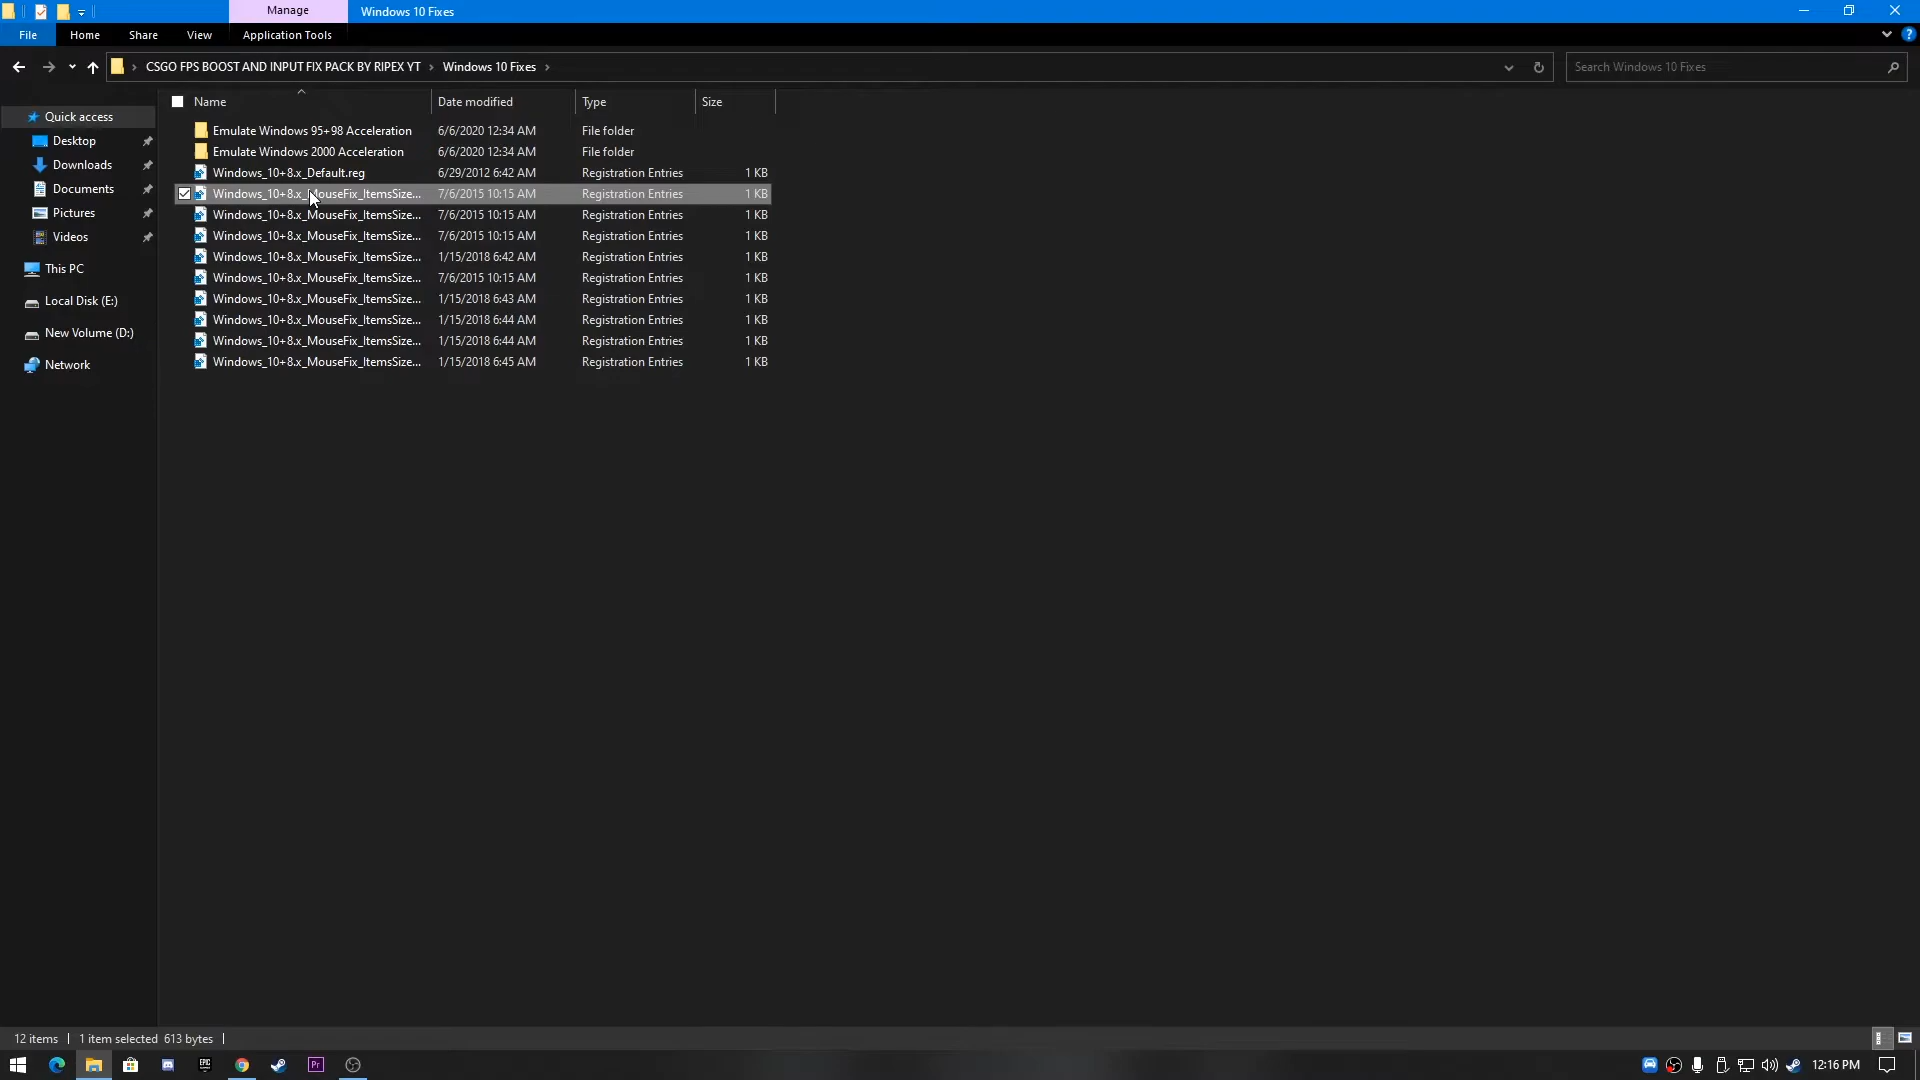 Manage
Windows 10 Fixes
File Home Share View Application Tools
CSGO FPS BOOST AND INPUT FIX PACK BY RIPEX YT Windows 10 Fixes
Search Windows 10 Fixes
Name Date modified Type Size
Quick access
Desktop
Downloads
Documents
Pictures
Videos
This PC
Local Disk (E:)
New Volume (D:)
Network
Emulate Windows 95+98 Acceleration 6/6/2020 12:34 AM File folder
Emulate Windows 2000 Acceleration 6/6/2020 12:34 AM File folder
Windows_10+8.x_Default.reg 6/29/2012 6:42 AM Registration Entries 1 KB
Windows_10+8.x_MouseFix_ItemsSize... 7/6/2015 10:15 AM Registration Entries 1 KB
Windows_10+8.x_MouseFix_ItemsSize... 7/6/2015 10:15 AM Registration Entries 1 KB
Windows_10+8.x_MouseFix_ItemsSize... 7/6/2015 10:15 AM Registration Entries 1 KB
Windows_10+8.x_MouseFix_ItemsSize... 1/15/2018 6:42 AM Registration Entries 1 KB
Windows_10+8.x_MouseFix_ItemsSize... 7/6/2015 10:15 AM Registration Entries 1 KB
Windows_10+8.x_MouseFix_ItemsSize... 1/15/2018 6:43 AM Registration Entries 1 KB
Windows_10+8.x_MouseFix_ItemsSize... 1/15/2018 6:44 AM Registration Entries 1 KB
Windows_10+8.x_MouseFix_ItemsSize... 1/15/2018 6:44 AM Registration Entries 1 KB
Windows_10+8.x_MouseFix_ItemsSize... 1/15/2018 6:45 AM Registration Entries 1 KB
12 items 1 item selected 613 bytes
EPIC
Pr
12:16 PM